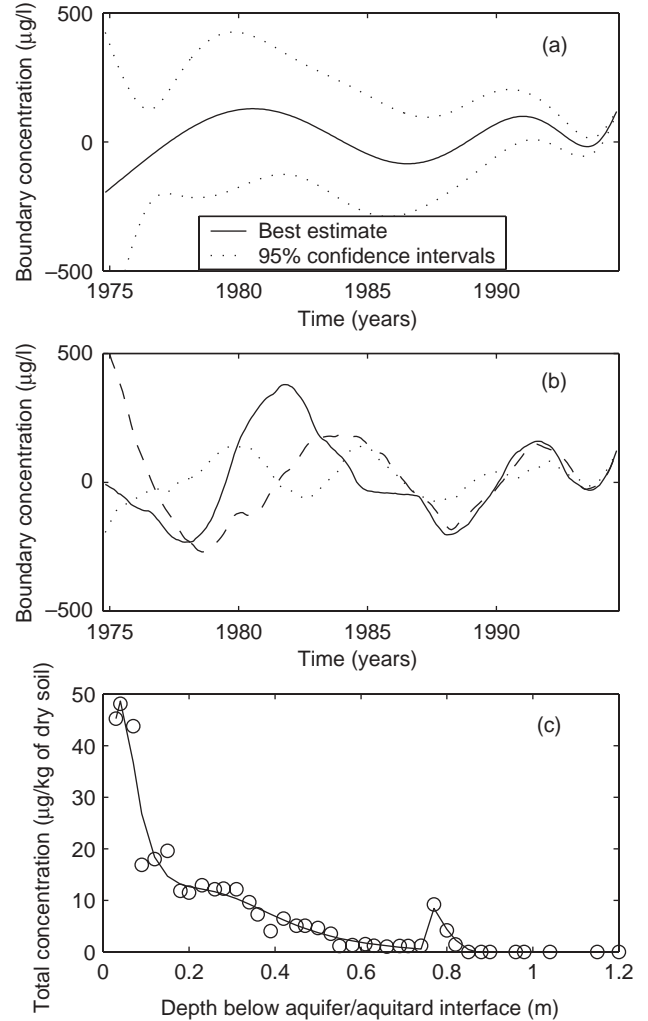 500
(a)
0
−500
1975
1980
1985
1990
Boundary concentration (μg/l)
Best estimate
95% confidence intervals
Time (years)
500
(b)
0
−500
1975
1980
1985
1990
Boundary concentration (μg/l)
Time (years)
50
(c)
40
30
20
10
0
0
0.2
0.4
0.6
0.8
1
1.2
Total concentration (μg/kg of dry soil)
Depth below aquifer/aquitard interface (m)